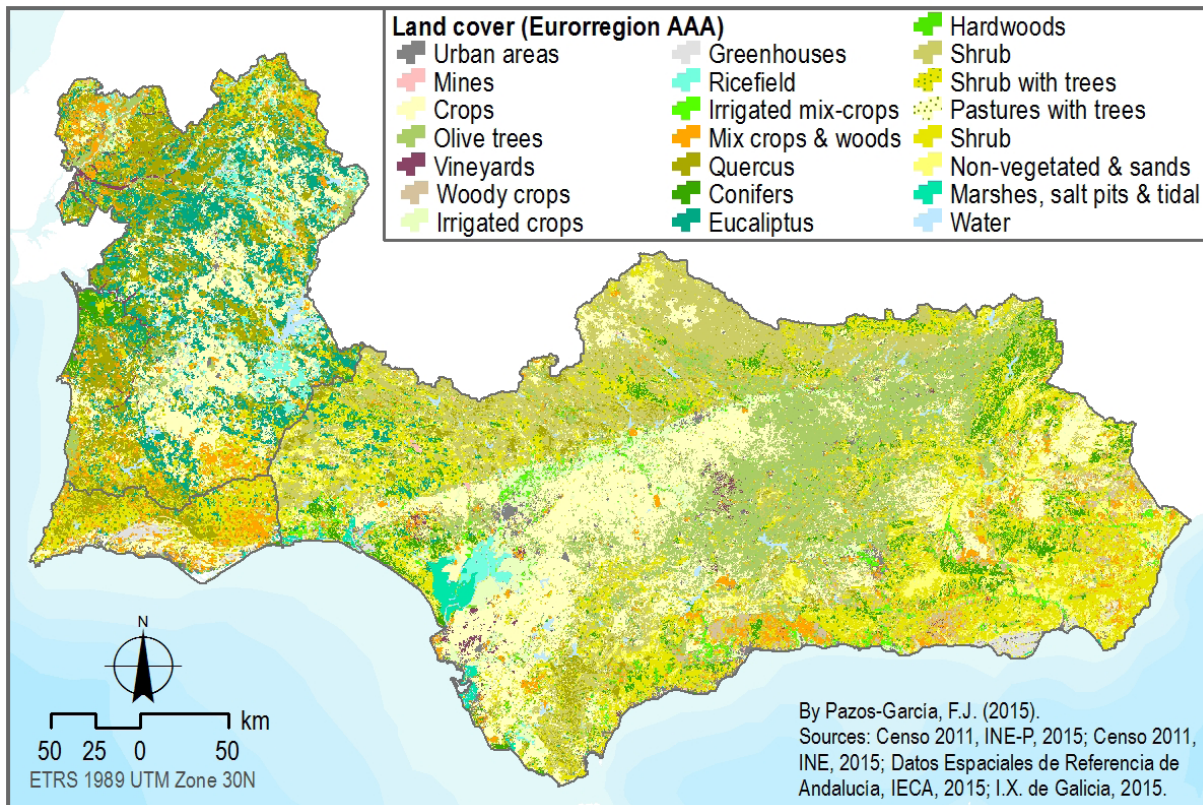 Land cover (Eurorregion AAA)
Urban areas
Mines
Crops
Olive trees
Vineyards
Woody crops
Irrigated crops
Greenhouses
Ricefield
Irrigated mix-crops
Mix crops & woods
Quercus
Conifers
Eucaliptus
Hardwoods
Shrub
Shrub with trees
Pastures with trees
Shrub
Non-vegetated & sands
Marshes, salt pits & tidal
Water
N
km
50 25 0 50
ETRS 1989 UTM Zone 30N
By Pazos-García, F.J. (2015).
Sources: Censo 2011, INE-P, 2015; Censo 2011,
INE, 2015; Datos Espaciales de Referencia de
Andalucía, IECA, 2015; I.X. de Galicia, 2015.